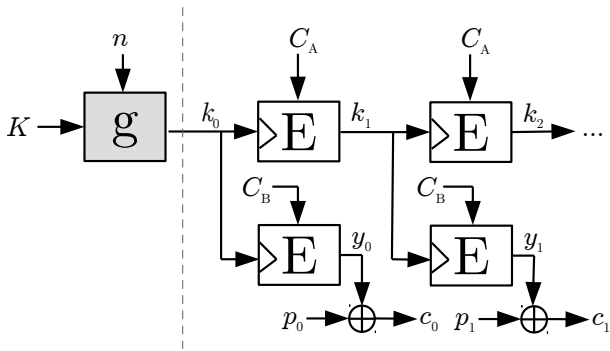 n C_A C_A
K g k_0 E k_1 E k_2 ...
C_B C_B
E y_0 E y_1
p_0 c_0 p_1 c_1